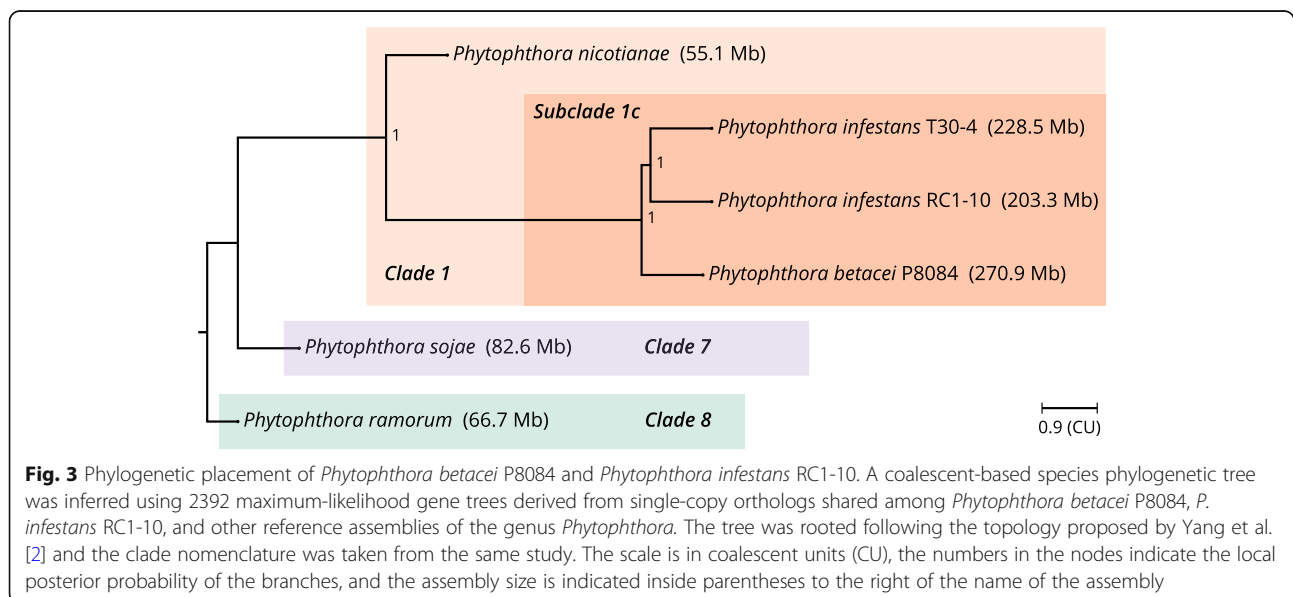 Phytophthora nicotianae (55.1 Mb)
Subclade 1c
1
Phytophthora infestans T30-4 (228.5 Mb)
1
Phytophthora infestans RC1-10 (203.3 Mb)
1
Clade 1
Phytophthora betacei P8084 (270.9 Mb)
Phytophthora sojae (82.6 Mb)
Clade 7
Phytophthora ramorum (66.7 Mb)
Clade 8
0.9 (CU)
Fig. 3 Phylogenetic placement of Phytophthora betacei P8084 and Phytophthora infestans RC1-10. A coalescent-based species phylogenetic tree
was inferred using 2392 maximum-likelihood gene trees derived from single-copy orthologs shared among Phytophthora betacei P8084, P.
infestans RC1-10, and other reference assemblies of the genus Phytophthora. The tree was rooted following the topology proposed by Yang et al.
[2] and the clade nomenclature was taken from the same study. The scale is in coalescent units (CU), the numbers in the nodes indicate the local
posterior probability of the branches, and the assembly size is indicated inside parentheses to the right of the name of the assembly